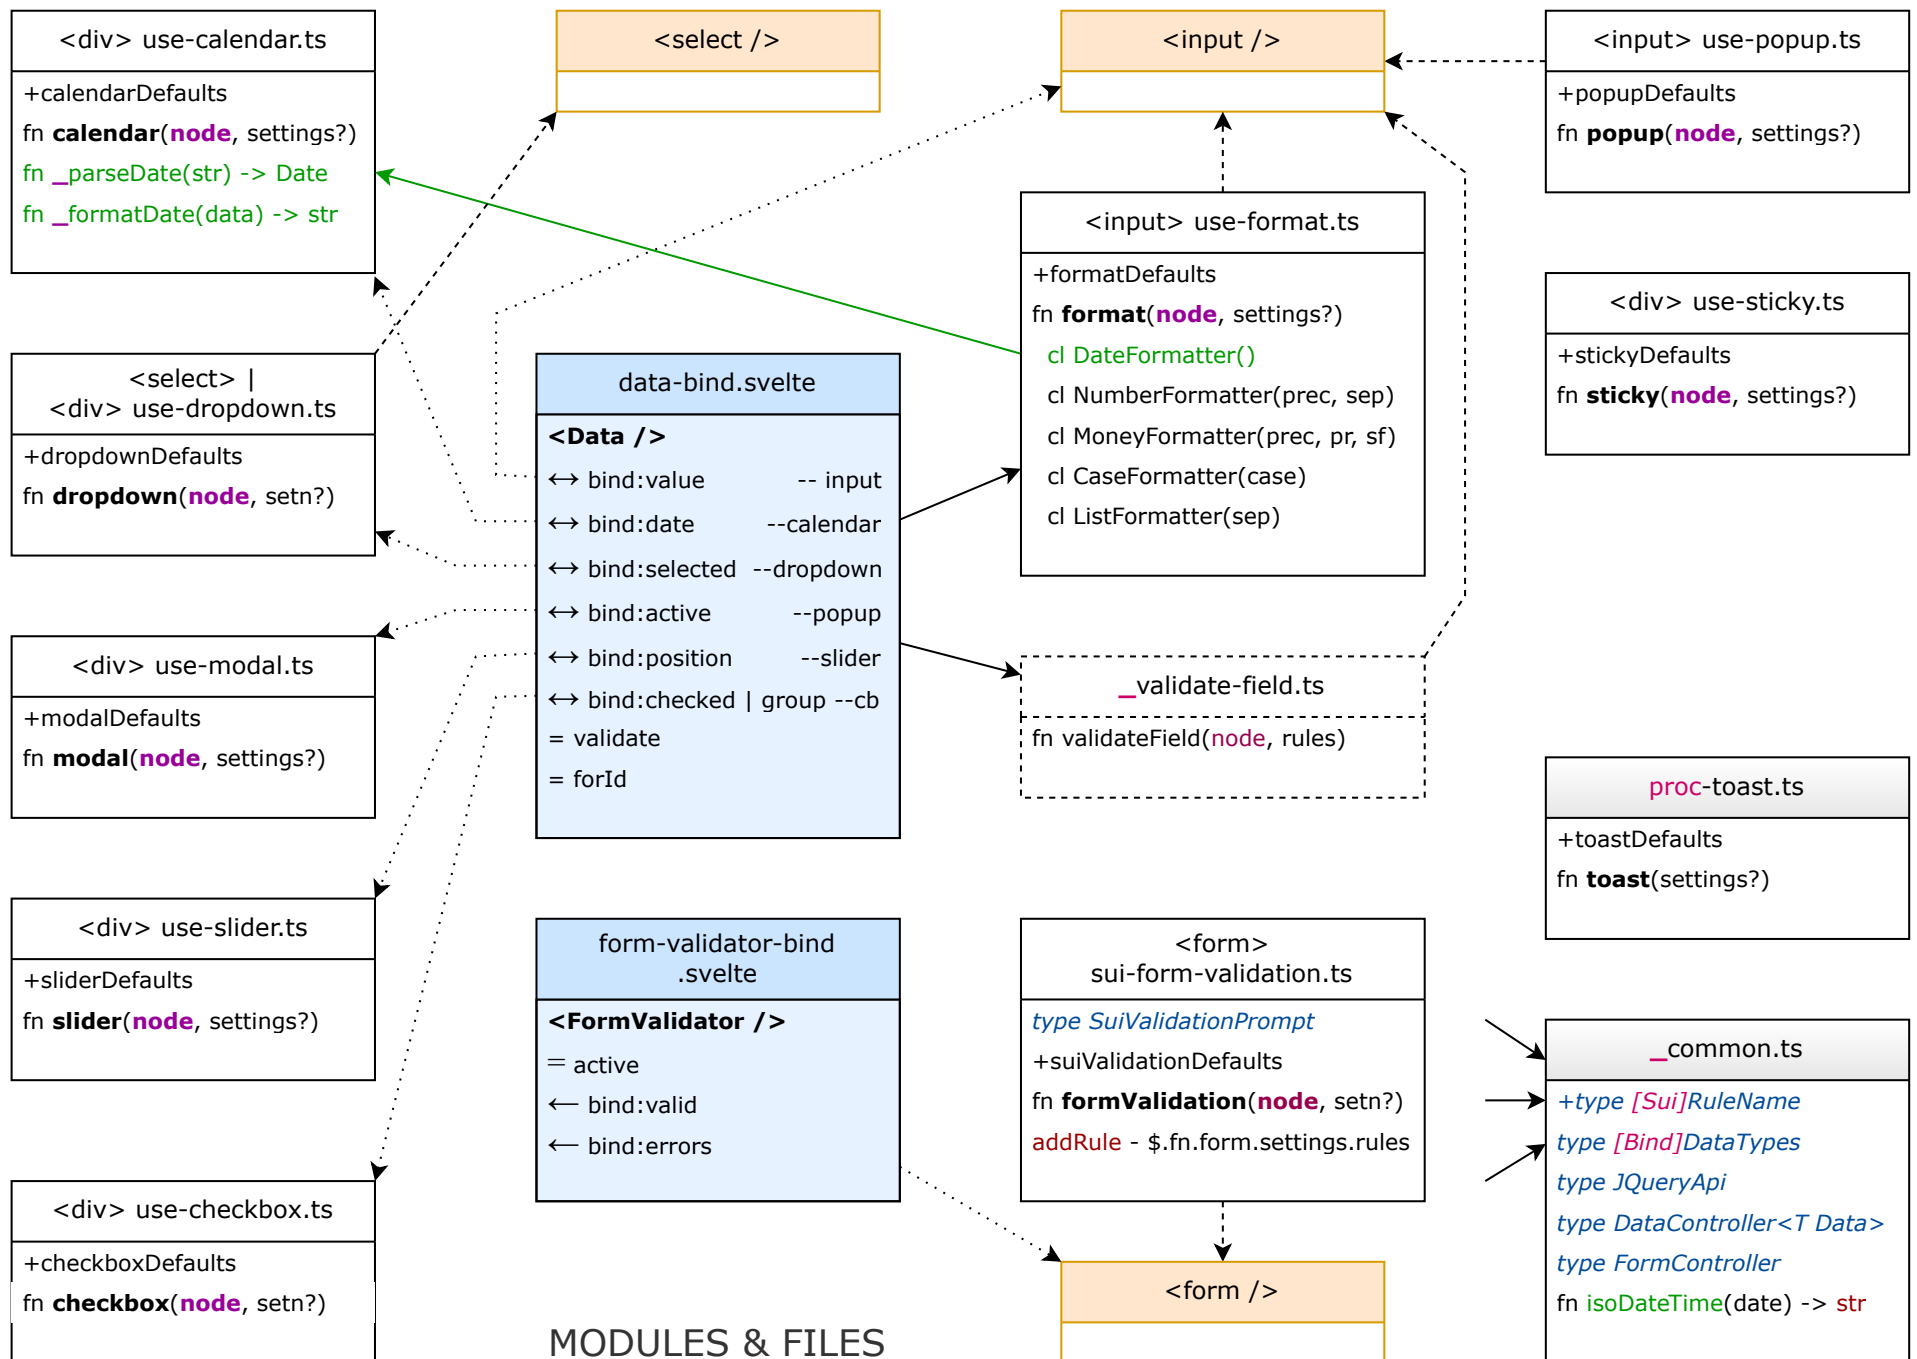 <div> use-calendar.ts
+calendarDefaults
fn calendar(node, settings?)
fn _parseDate(str) -> Date
fn _formatDate(data) -> str
<select />
<input />
<input> use-popup.ts
+popupDefaults
fn popup(node, settings?)
<input> use-format.ts
+formatDefaults
fn format(node, settings?)
cl DateFormatter()
cl NumberFormatter(prec, sep)
cl MoneyFormatter(prec, pr, sf)
cl CaseFormatter(case)
cl ListFormatter(sep)
<div> use-sticky.ts
+stickyDefaults
fn sticky(node, settings?)
<select> |
<div> use-dropdown.ts
+dropdownDefaults
fn dropdown(node, setn?)
data-bind.svelte
<Data />
↔ bind:value -- input
↔ bind:date --calendar
↔ bind:selected --dropdown
↔ bind:active --popup
↔ bind:position --slider
↔ bind:checked | group --cb
= validate
= forId
<div> use-modal.ts
+modalDefaults
fn modal(node, settings?)
_validate-field.ts
fn validateField(node, rules)
proc-toast.ts
+toastDefaults
fn toast(settings?)
<div> use-slider.ts
+sliderDefaults
fn slider(node, settings?)
form-validator-bind
.svelte
<FormValidator />
= active
← bind:valid
← bind:errors
<form>
sui-form-validation.ts
type SuiValidationPrompt
+suiValidationDefaults
fn formValidation(node, setn?)
addRule - $.fn.form.settings.rules
_common.ts
+type [Sui]RuleName
type [Bind]DataTypes
type JQueryApi
type DataController<T Data>
type FormController
fn isoDateTime(date) -> str
<div> use-checkbox.ts
+checkboxDefaults
fn checkbox(node, setn?)
<form />
MODULES & FILES